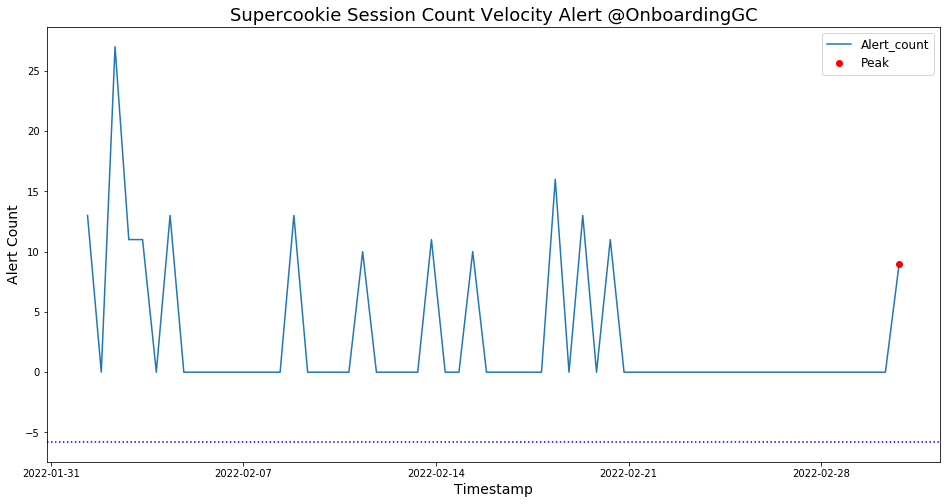 Supercookie Session Count Velocity Alert @OnboardingGC
Alert_count
Peak
Alert Count
25
20
15
10
5
0
−5
2022-01-31
2022-02-07
2022-02-14
2022-02-21
2022-02-28
Timestamp